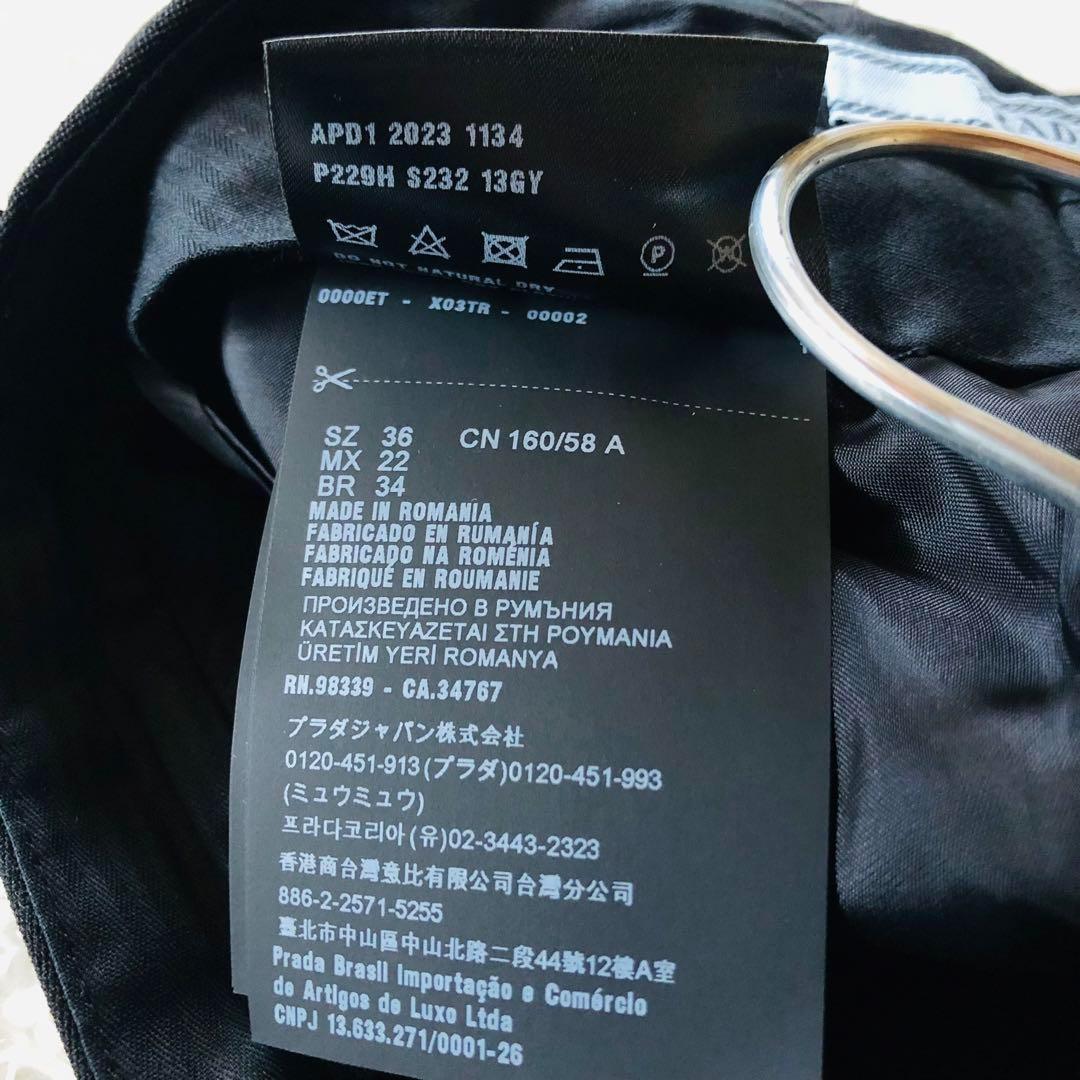 APD1 2023 1134
P229H S232 13GY
P
DO NOT NATURAL DRY
0000ET - X03TR - 00002
SZ 36 CN 160/58 A
MX 22
BR 34
MADE IN ROMANIA
FABRICADO EN RUMANÍA
FABRICADO NA ROMÉNIA
FABRIQUÉ EN ROUMANIE
ПРОИЗВЕДЕНО В РУМЪНИЯ
ΚΑΤΑΣΚΕΥΑΖΕΤΑΙ ΣΤΗ ΡΟΥΜΑΝΙΑ
ÜRETİM YERİ ROMANYA
RN.98339 - CA.34767
プラダジャパン株式会社
0120-451-913(プラダ)0120-451-993
(ミュウミュウ)
프라다코리아(유)02-3443-2323
香港商台灣意比有限公司台灣分公司
886-2-2571-5255
臺北市中山區中山北路二段44號12樓A室
Prada Brasil Importação e Comércio
de Artigos de Luxo Ltda
CNPJ 13.633.271/0001-26